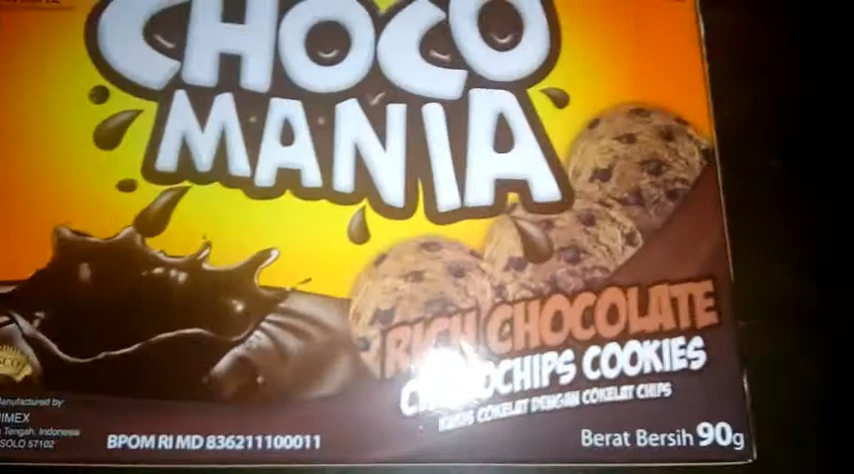 CHOCO
MANIA
RICH CHOCOLATE
CHOCOCHIPS COOKIES
KUKIS COKELAT DENGAN COKELAT CHIPS
anufactured by
IMEX
Tengah, Indonesia
SOLO 57102
BPOM RI MD 836211100011
Berat Bersih 90g